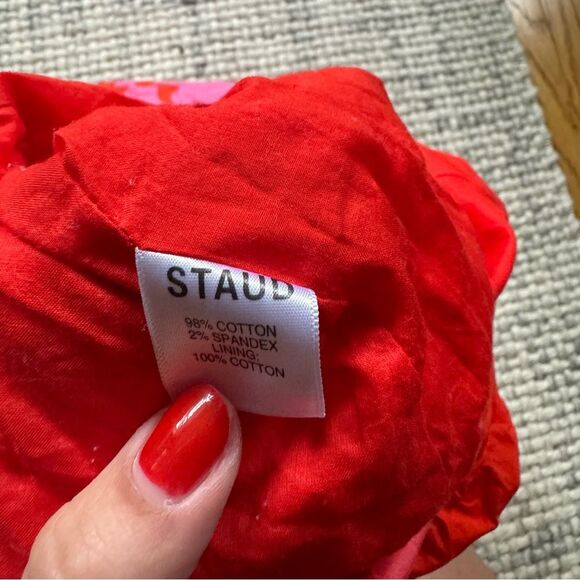 STAUD
98% COTTON
2% SPANDEX
LINING:
100% COTTON